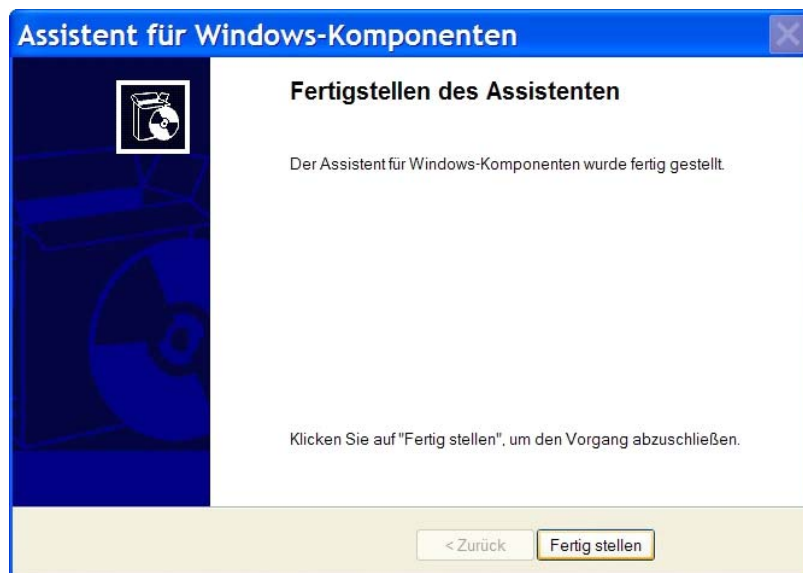 Assistent für Windows-Komponenten
Fertigstellen des Assistenten
Der Assistent für Windows-Komponenten wurde fertig gestellt.
Klicken Sie auf "Fertig stellen", um den Vorgang abzuschließen.
< Zurück
Fertig stellen